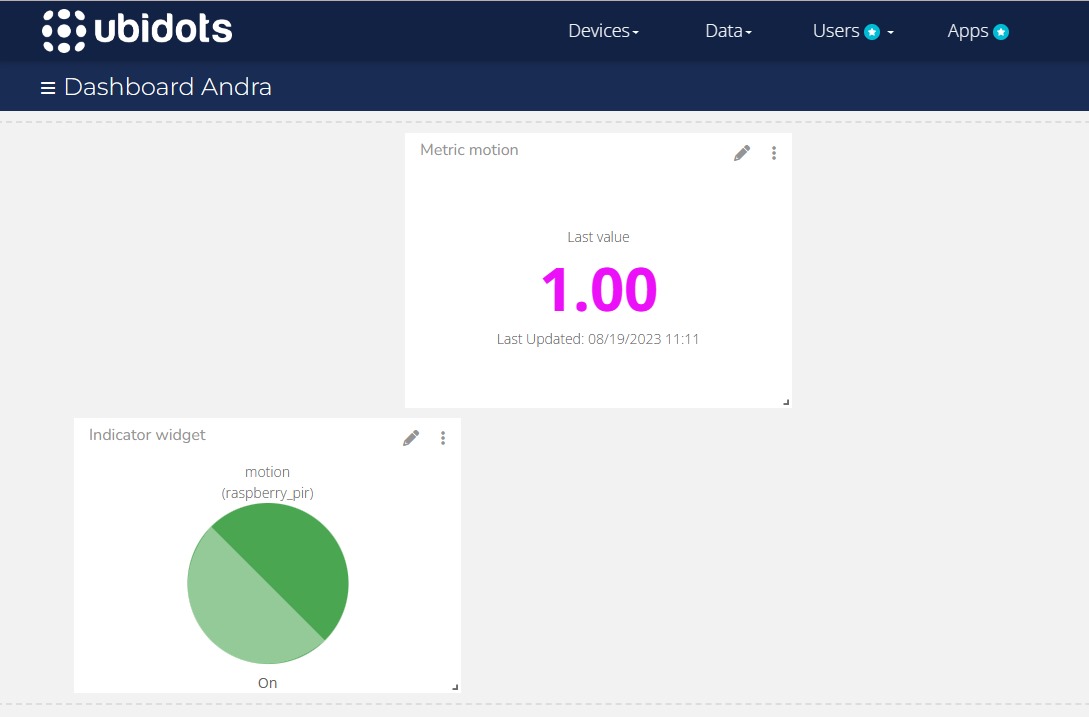 ubidots
Devices
Data
Users
Apps
Dashboard Andra
Metric motion
Last value
1.00
Last Updated: 08/19/2023 11:11
Indicator widget
motion
(raspberry_pir)
On